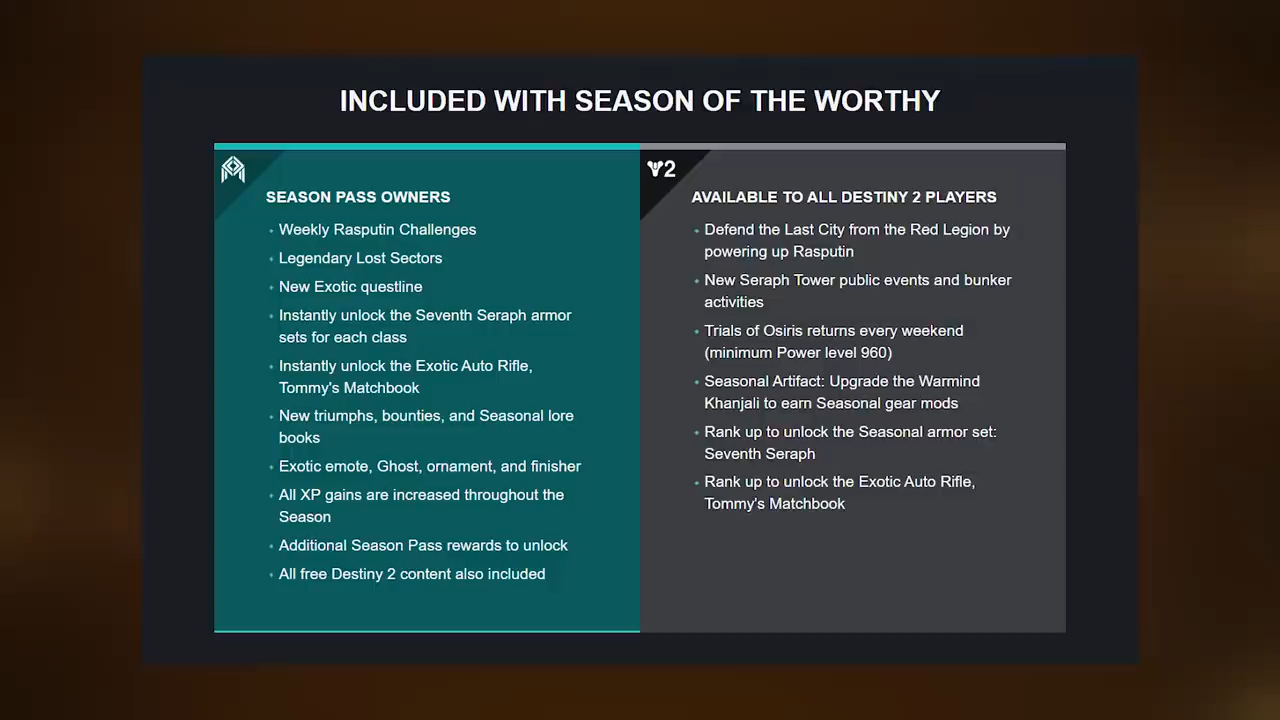 INCLUDED WITH SEASON OF THE WORTHY
SEASON PASS OWNERS
Weekly Rasputin Challenges
Legendary Lost Sectors
New Exotic questline
Instantly unlock the Seventh Seraph armor
sets for each class
Instantly unlock the Exotic Auto Rifle,
Tommy's Matchbook
New triumphs, bounties, and Seasonal lore
books
Exotic emote, Ghost, ornament, and finisher
All XP gains are increased throughout the
Season
Additional Season Pass rewards to unlock
All free Destiny 2 content also included
2
AVAILABLE TO ALL DESTINY 2 PLAYERS
Defend the Last City from the Red Legion by
powering up Rasputin
New Seraph Tower public events and bunker
activities
Trials of Osiris returns every weekend
(minimum Power level 960)
Seasonal Artifact: Upgrade the Warmind
Khanjali to earn Seasonal gear mods
Rank up to unlock the Seasonal armor set:
Seventh Seraph
Rank up to unlock the Exotic Auto Rifle,
Tommy's Matchbook